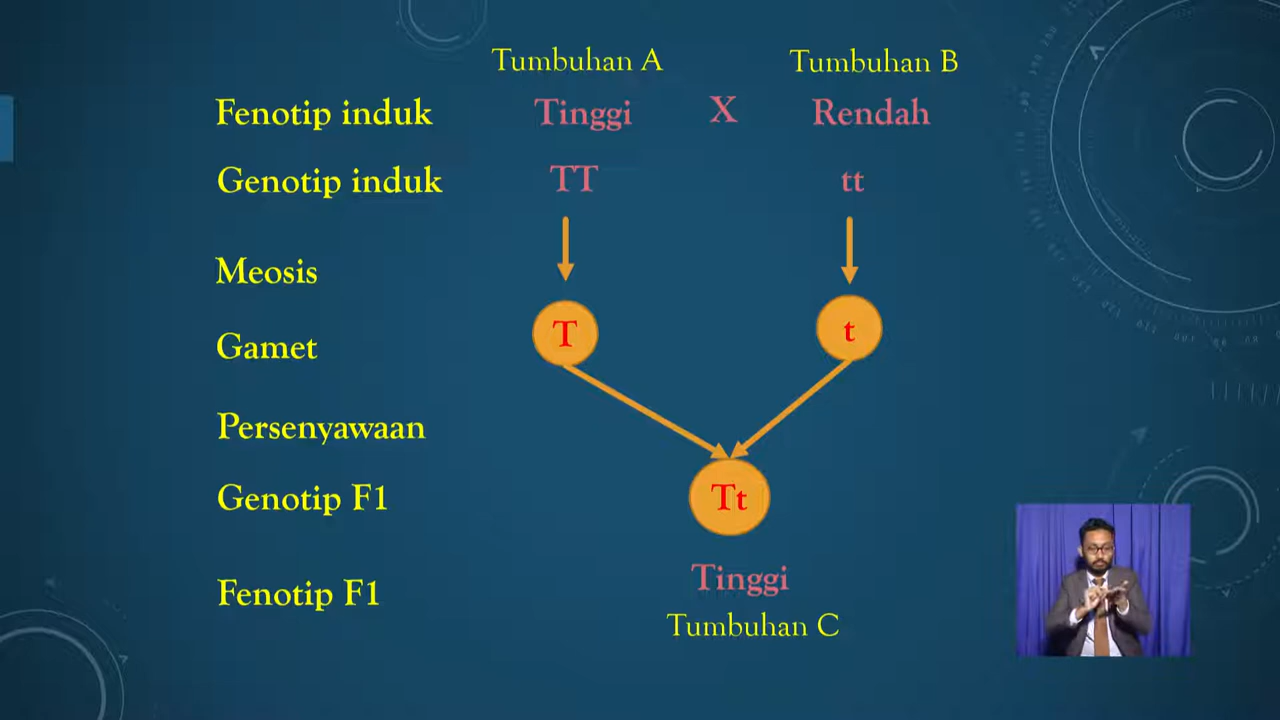 Tumbuhan A Tumbuhan B
Fenotip induk Tinggi X Rendah
Genotip induk TT tt
Meosis
T t
Gamet
Persenyawaan
Genotip F1 Tt
Tinggi
Fenotip F1
Tumbuhan C